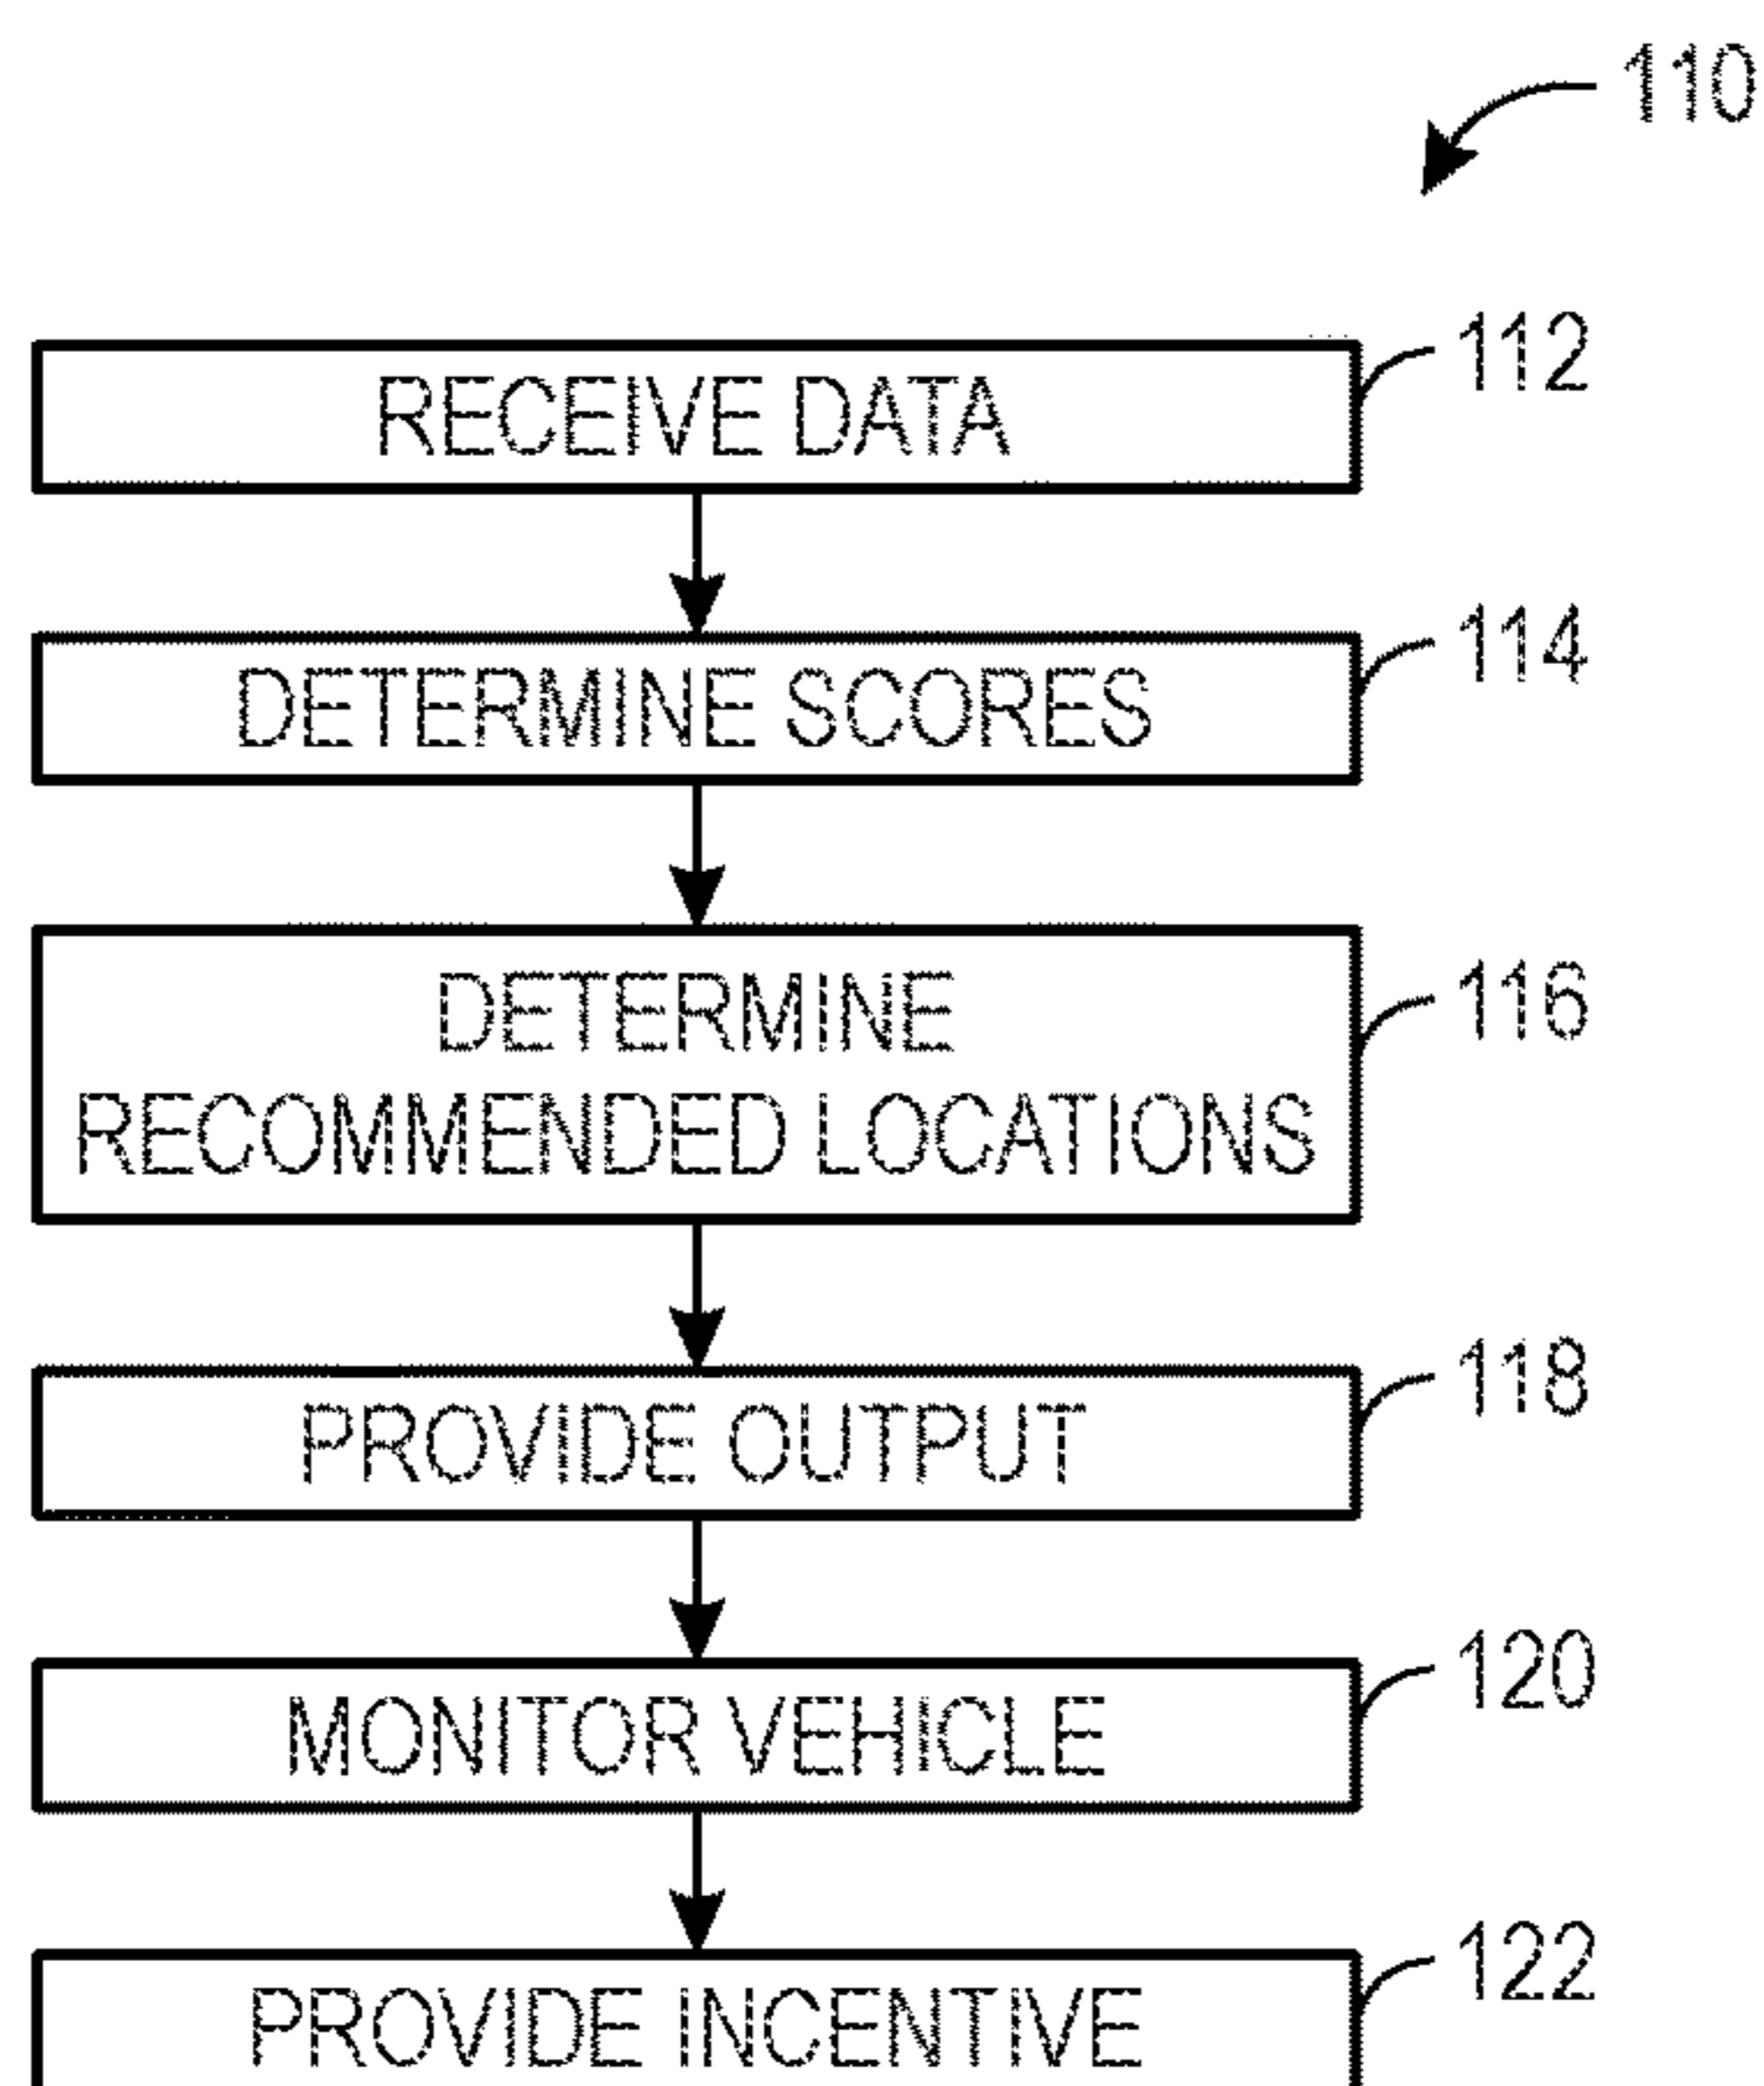 110
RECEIVE DATA
112
DETERMINE SCORES
114
DETERMINE
RECOMMENDED LOCATIONS
116
PROVIDE OUTPUT
118
MONITOR VEHICLE
120
PROVIDE INCENTIVE
122